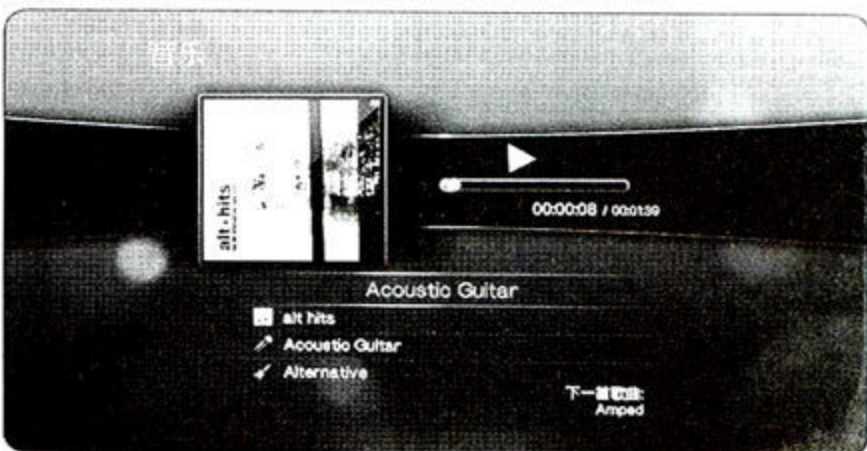 音乐
alt·hits
00:00:08 / 00:01:39
Acoustic Guitar
alt hits
Acoustic Guitar
Alternative
下一首歌曲:
Amped